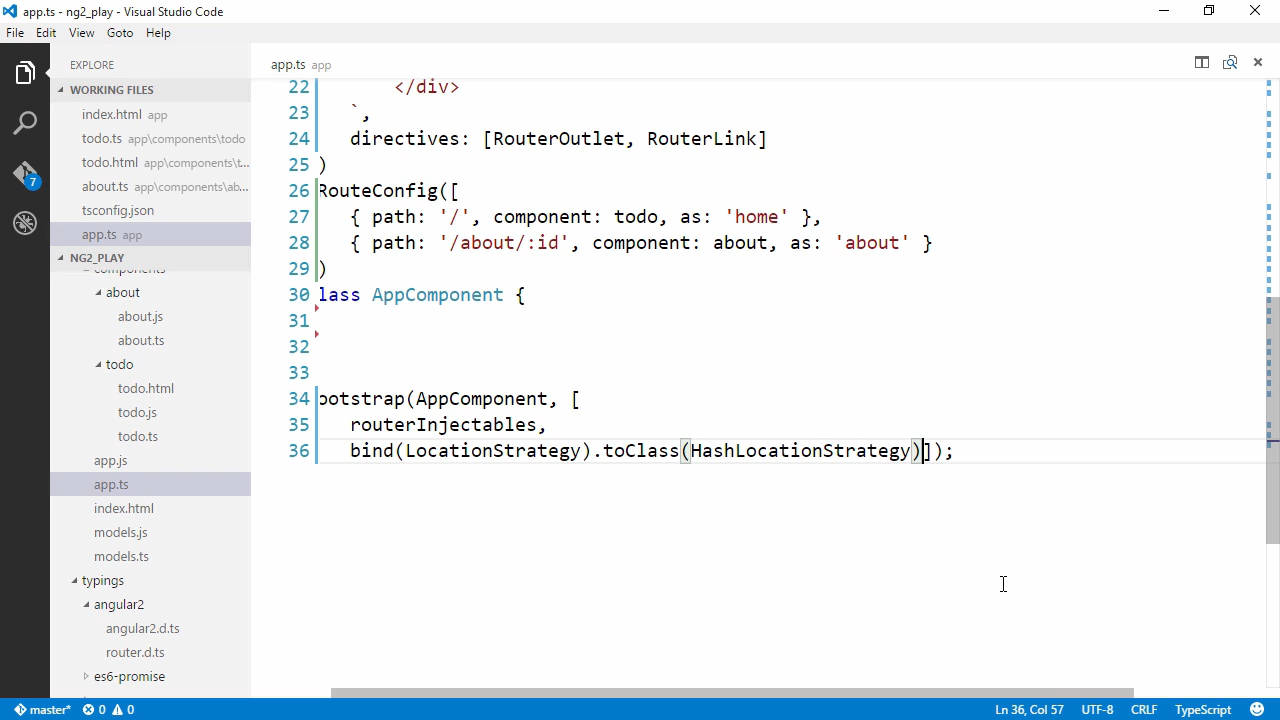 app.ts - ng2_play - Visual Studio Code
File Edit View Goto Help
EXPLORE
WORKING FILES
index.html app
todo.ts app\components\todo
todo.html app\components\t...
about.ts app\components\ab...
tsconfig.json
app.ts app
NG2_PLAY
components
about
about.js
about.ts
todo
todo.html
todo.js
todo.ts
app.js
app.ts
index.html
models.js
models.ts
typings
angular2
angular2.d.ts
router.d.ts
es6-promise
app.ts app
22 </div>
23 `,
24 directives: [RouterOutlet, RouterLink]
25 )
26 RouteConfig([
27 { path: '/', component: todo, as: 'home' },
28 { path: '/about/:id', component: about, as: 'about' }
29 )
30 lass AppComponent {
31
32
33
34 ootstrap(AppComponent, [
35 routerInjectables,
36 bind(LocationStrategy).toClass(HashLocationStrategy)]);
7
master* 0 0 Ln 36, Col 57 UTF-8 CRLF TypeScript